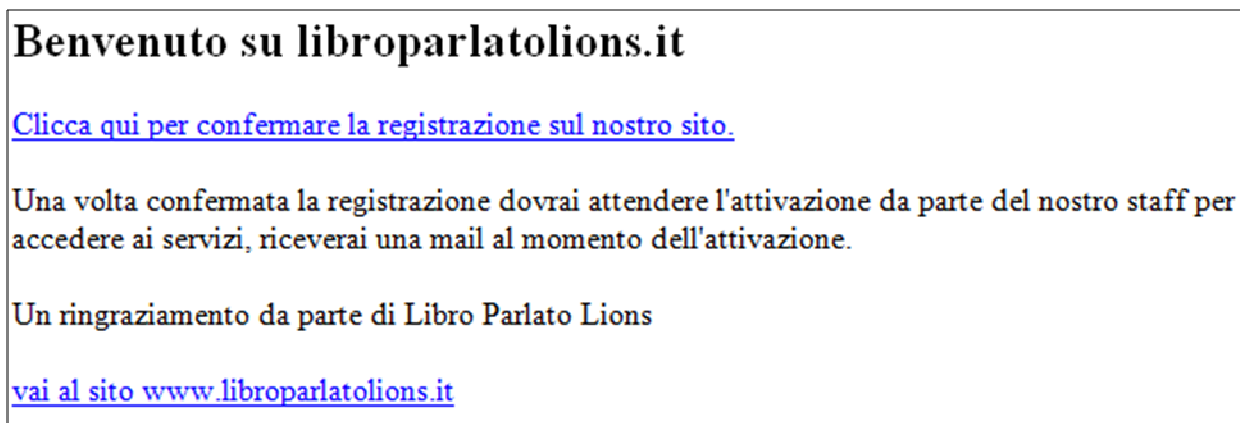 Benvenuto su libroparlatolions.it
Clicca qui per confermare la registrazione sul nostro sito.
Una volta confermata la registrazione dovrai attendere l'attivazione da parte del nostro staff per
accedere ai servizi, riceverai una mail al momento dell'attivazione.
Un ringraziamento da parte di Libro Parlato Lions
vai al sito www.libroparlatolions.it